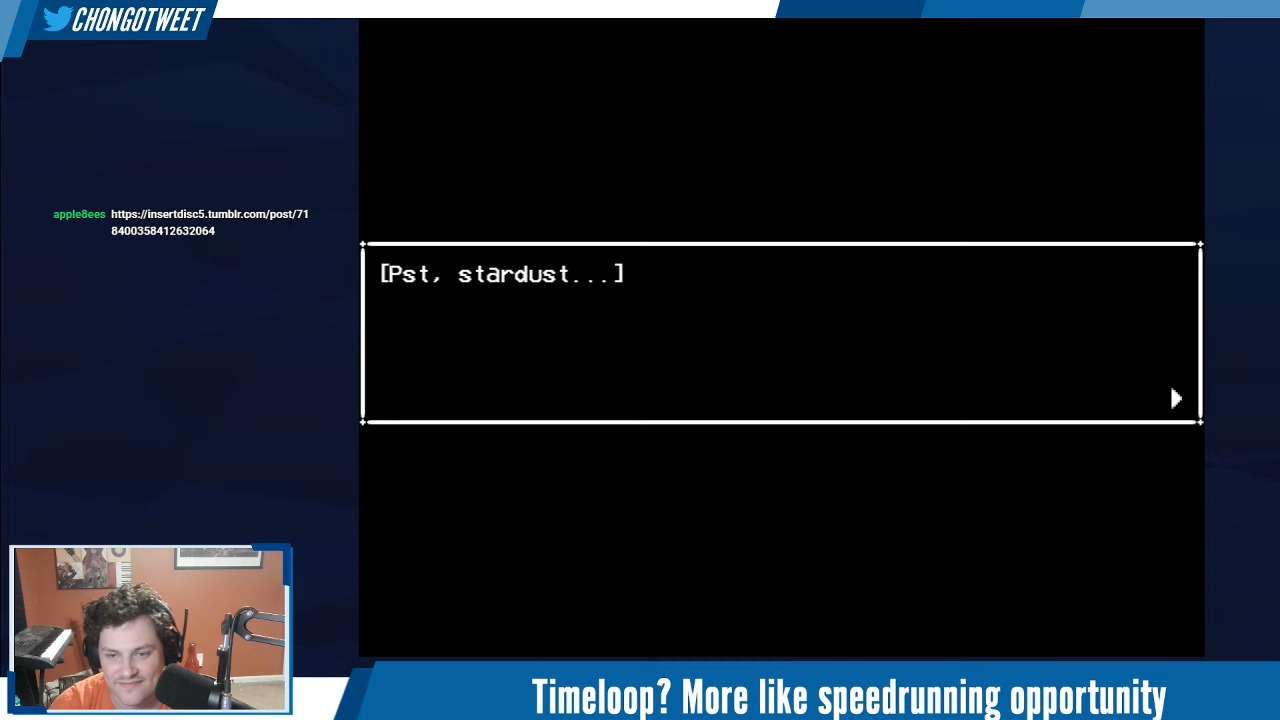 CHONGOTWEET
apple8ees https://insertdisc5.tumblr.com/post/71
8400358412632064
[Pst, stardust...]
Timeloop? More like speedrunning opportunity